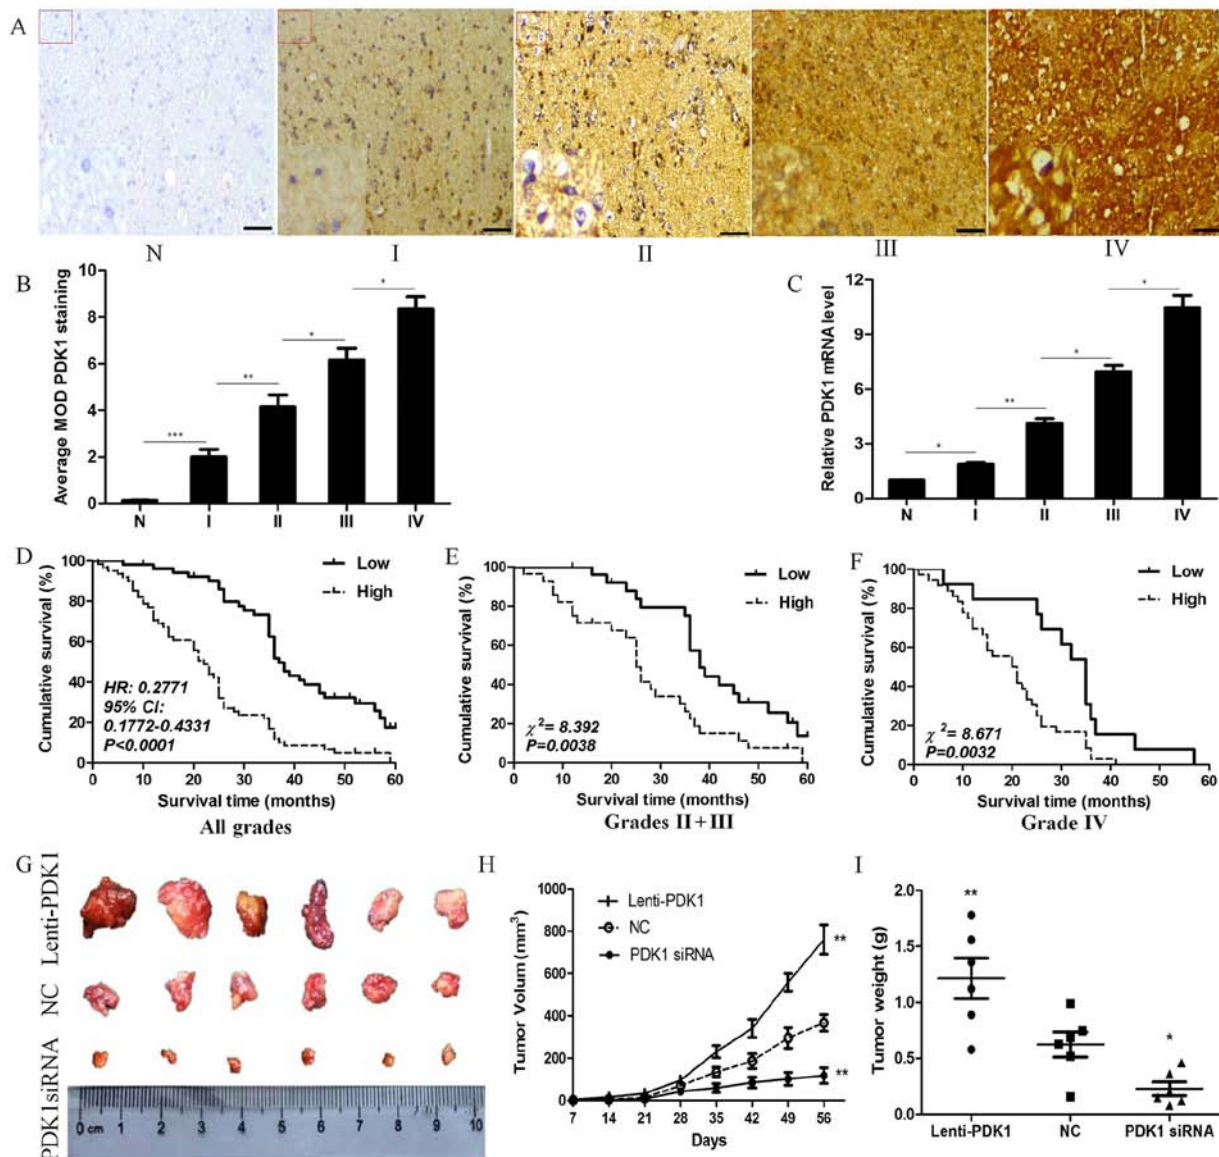 A
N I II III IV
B
Average MOD PDK1 staining
10
8
6
4
2
0
N I II III IV
*** ** * *
C
Relative PDK1 mRNA level
12
9
6
3
0
N I II III IV
* ** * *
D
Cumulative survival (%)
100
80
60
40
20
0 10 20 30 40 50 60
Low
High
HR: 0.2771
95% CI:
0.1772-0.4331
P<0.0001
Survival time (months)
All grades
E
Cumulative survival (%)
100
80
60
40
20
0 10 20 30 40 50 60
Low
High
χ²= 8.392
P=0.0038
Survival time (months)
Grades II+III
F
Cumulative survival (%)
100
80
60
40
20
0 10 20 30 40 50 60
Low
High
χ²= 8.671
P=0.0032
Survival time (months)
Grade IV
G
Lenti-PDK1
NC
PDK1 siRNA
0 cm 1 2 3 4 5 6 7 8 9 10
H
Tumor Volum (mm³)
1000
800
600
400
200
0
Lenti-PDK1
NC
PDK1 siRNA
**
**
7 14 21 28 35 42 49 56
Days
I
Tumor weight (g)
2.0
1.5
1.0
0.5
0.0
**
*
Lenti-PDK1 NC PDK1 siRNA